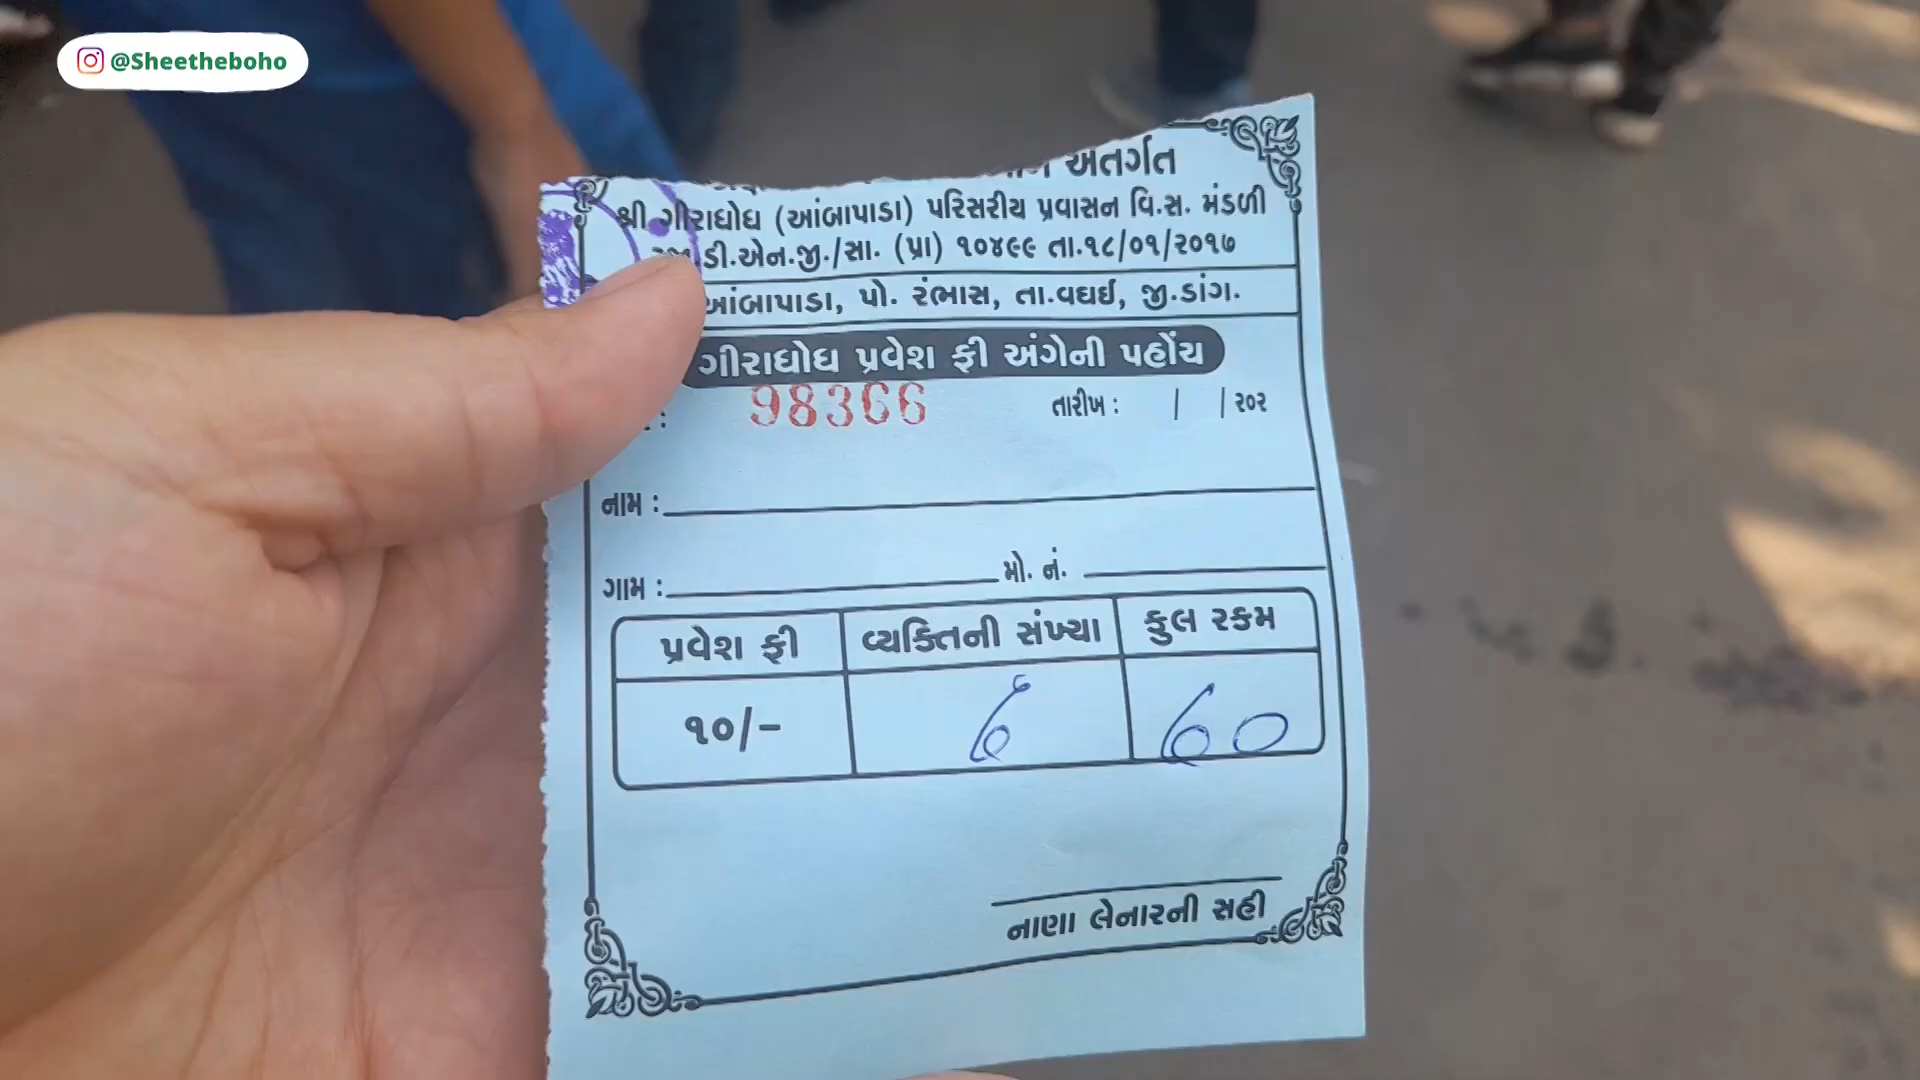 @Sheetheboho
અંતર્ગત
શ્રી ગીરાધોધ (આંબાપાડા) પરિસરીય પ્રવાસન વિ.સ. મંડળી
ડી.એન.જી./સા. (પ્રા) ૧૦૪૯૯ તા.૧૮/૦૧/૨૦૧૭
આંબાપાડા, પો. રંભાસ, તા.વઘઈ, જી.ડાંગ.
ગીરાધોધ પ્રવેશ ફી અંગેની પહોંચ
98366 તારીખ : / /૨૦૨
નામ :
ગામ : મો. નં.
પ્રવેશ ફી વ્યક્તિની સંખ્યા કુલ રકમ
૧૦/- 6 60
નાણા લેનારની સહી